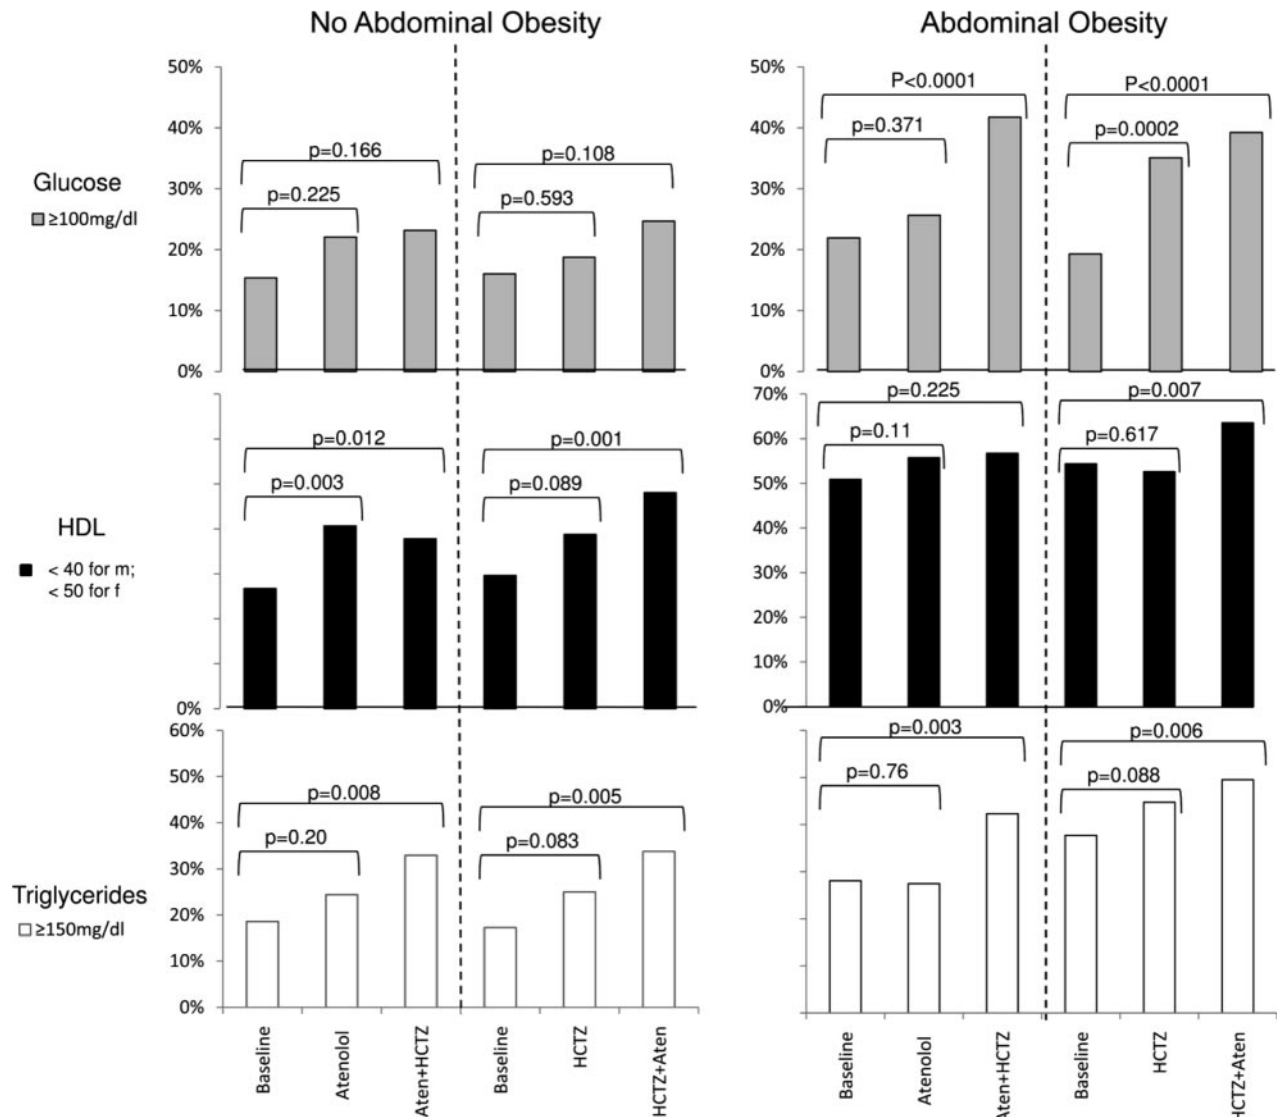 No Abdominal Obesity
Abdominal Obesity
Glucose
≥100mg/dl
50%
40%
30%
20%
10%
0%
p=0.166
p=0.225
p=0.108
p=0.593
50%
40%
30%
20%
10%
0%
P<0.0001
p=0.371
P<0.0001
p=0.0002
HDL
< 40 for m;
< 50 for f
0%
p=0.012
p=0.003
p=0.001
p=0.089
70%
60%
50%
40%
30%
20%
10%
0%
p=0.225
p=0.11
p=0.007
p=0.617
Triglycerides
≥150mg/dl
60%
50%
40%
30%
20%
10%
0%
p=0.008
p=0.20
p=0.005
p=0.083
p=0.003
p=0.76
p=0.006
p=0.088
Baseline
Atenolol
Aten+HCTZ
Baseline
HCTZ
HCTZ+Aten
Baseline
Atenolol
Aten+HCTZ
Baseline
HCTZ
HCTZ+Aten